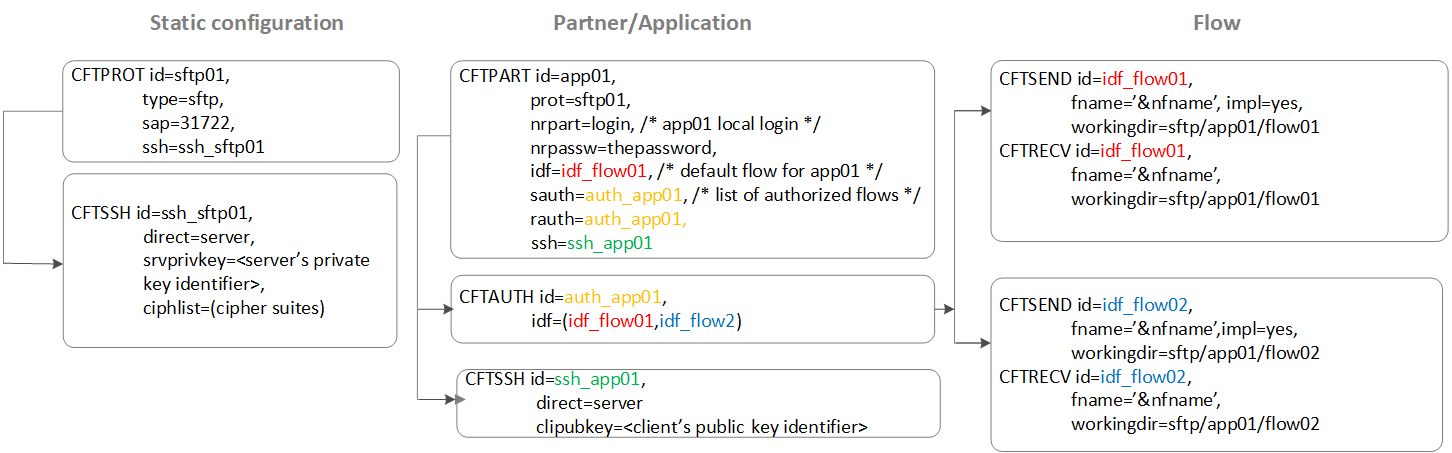 Static configuration
CFTPROT id=sftp01,
type=sftp,
sap=31722,
ssh=ssh_sftp01
CFTSSH id=ssh_sftp01,
direct=server,
srvprivkey=<server’s private
key identifier>,
ciphlist=(cipher suites)
Partner/Application
CFTPART id=app01,
prot=sftp01,
nrpart=login, /* app01 local login */
nrpassw=thepassword,
idf=idf_flow01, /* default flow for app01 */
sauth=auth_app01, /* list of authorized flows */
rauth=auth_app01,
ssh=ssh_app01
CFTAUTH id=auth_app01,
idf=(idf_flow01,idf_flow2)
CFTSSH id=ssh_app01,
direct=server
clipubkey=<client’s public key identifier>
Flow
CFTSEND id=idf_flow01,
fname=’&nfname’, impl=yes,
workingdir=sftp/app01/flow01
CFTRECV id=idf_flow01,
fname=’&nfname’,
workingdir=sftp/app01/flow01
CFTSEND id=idf_flow02,
fname=’&nfname’,impl=yes,
workingdir=sftp/app01/flow02
CFTRECV id=idf_flow02,
fname=’&nfname’,
workingdir=sftp/app01/flow02